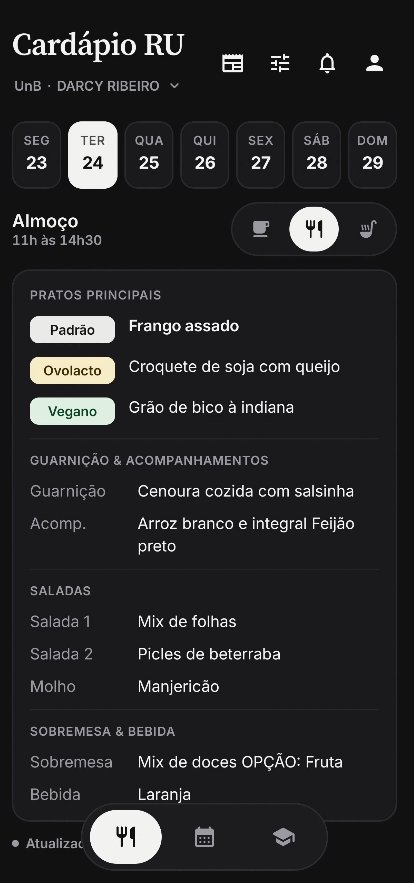 Cardápio RU
UnB · DARCY RIBEIRO
SEG TER QUA QUI SEX SÁB DOM
23 24 25 26 27 28 29
Almoço
11h às 14h30
PRATOS PRINCIPAIS
Padrão Frango assado
Ovolacto Croquete de soja com queijo
Vegano Grão de bico à indiana
GUARNIÇÃO & ACOMPANHAMENTOS
Guarnição Cenoura cozida com salsinha
Acomp. Arroz branco e integral Feijão
preto
SALADAS
Salada 1 Mix de folhas
Salada 2 Picles de beterraba
Molho Manjericão
SOBREMESA & BEBIDA
Sobremesa Mix de doces OPÇÃO: Fruta
Bebida Laranja